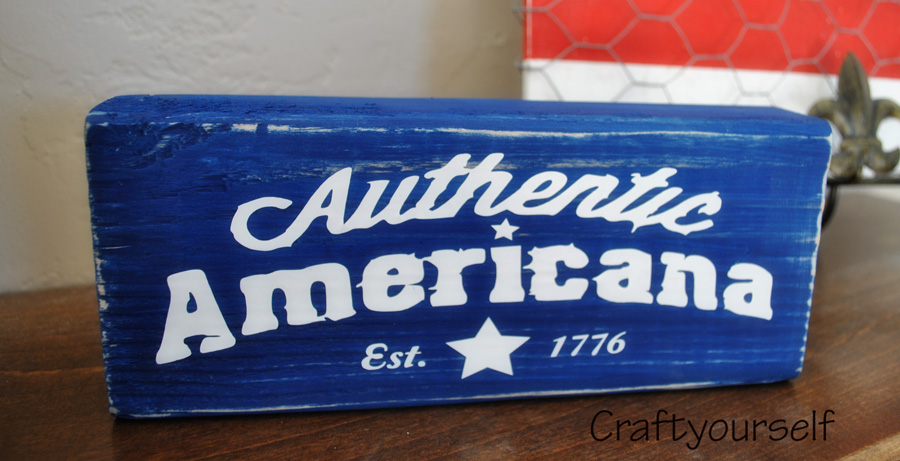 Authentic
Americana
Est. 1776
Craftyourself